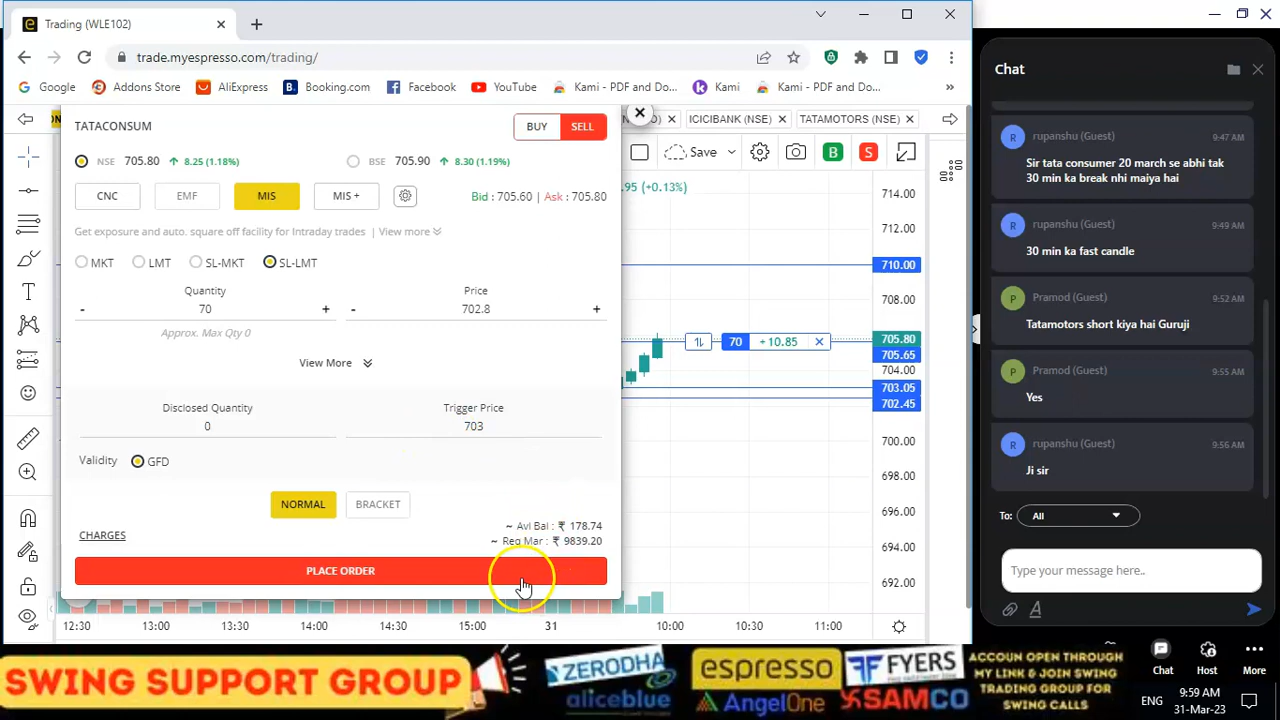 Trading (WLE102)
trade.myespresso.com/trading/
Google
Addons Store
AliExpress
Booking.com
Facebook
YouTube
Kami - PDF and Do...
Kami
Kami - PDF and Do...
TATACONSUM
BUY
SELL
ICICIBANK (NSE)
TATAMOTORS (NSE)
NSE 705.80 8.25 (1.18%)
BSE 705.90 8.30 (1.19%)
Save
B
S
CNC
EMF
MIS
MIS +
Bid : 705.60 | Ask : 705.80
.95 (+0.13%)
Get exposure and auto. square off facility for Intraday trades | View more
MKT
LMT
SL-MKT
SL-LMT
Quantity
- 70 +
Approx. Max Qty 0
Price
- 702.8 +
View More
Disclosed Quantity
0
Trigger Price
703
Validity
GFD
NORMAL
BRACKET
CHARGES
~ Avl Bal : ₹ 178.74
~ Req Mar : ₹ 9839.20
PLACE ORDER
70 +10.85
714.00
712.00
710.00
708.00
705.80
705.65
704.00
703.05
702.45
700.00
698.00
696.00
694.00
692.00
12:30 13:00 13:30 14:00 14:30 15:00 31 10:00 10:30 11:00
Chat
R
rupanshu (Guest) 9:47 AM
Sir tata consumer 20 march se abhi tak
30 min ka break nhi maiya hai
R
rupanshu (Guest) 9:49 AM
30 min ka fast candle
P
Pramod (Guest) 9:52 AM
Tatamotors short kiya hai Guruji
P
Pramod (Guest) 9:55 AM
Yes
R
rupanshu (Guest) 9:56 AM
Ji sir
To:
All
Type your message here..
A
Chat
Host
More
SWING SUPPORT GROUP
ZERODHA
aliceblue
espresso
AngelOne
FYERS
SAMCO
ACCOUN OPEN THROUGH
MY LINK & JOIN SWING
TRADING GROUP FOR
SWING CALLS
ENG
9:59 AM
31-Mar-23